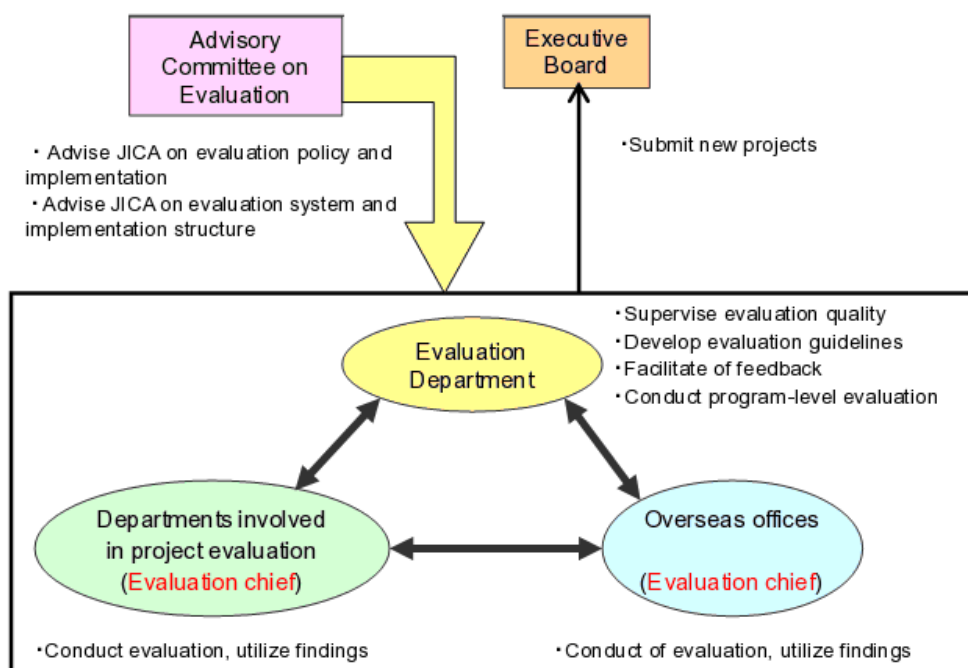 Advisory
Committee on
Evaluation
Executive
Board
・Advise JICA on evaluation policy and
implementation
・Advise JICA on evaluation system and
implementation structure
・Submit new projects
Evaluation
Department
・Supervise evaluation quality
・Develop evaluation guidelines
・Facilitate of feedback
・Conduct program-level evaluation
Departments involved
in project evaluation
(Evaluation chief)
Overseas offices
(Evaluation chief)
・Conduct evaluation, utilize findings
・Conduct of evaluation, utilize findings